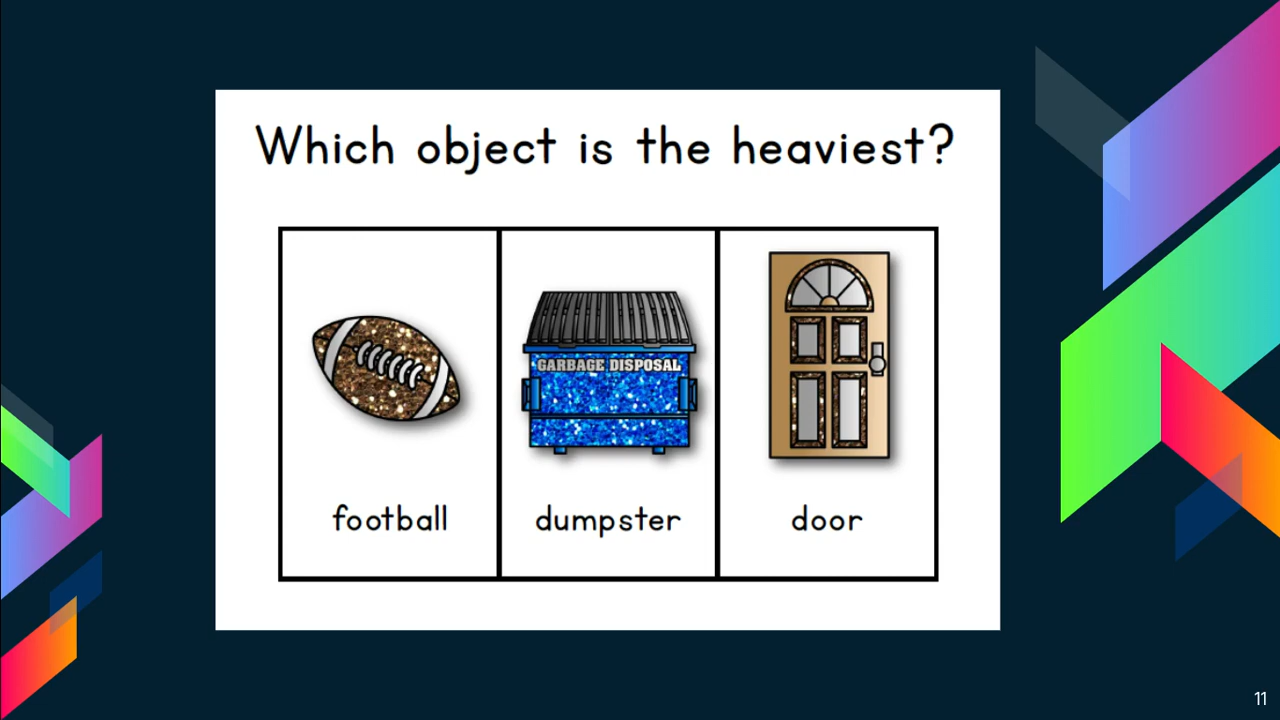 Which object is the heaviest?
GARBAGE DISPOSAL
football
dumpster
door
11